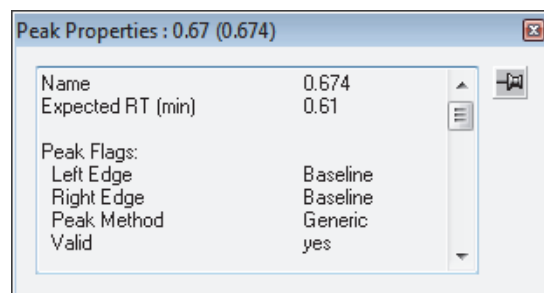 Peak Properties : 0.67 (0.674)
Name 0.674
Expected RT (min) 0.61
Peak Flags:
Left Edge Baseline
Right Edge Baseline
Peak Method Generic
Valid yes